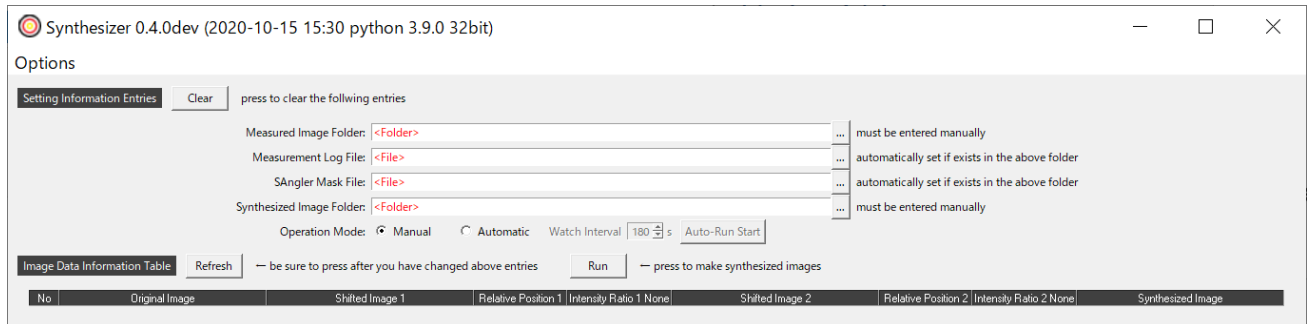 Synthesizer 0.4.0dev (2020-10-15 15:30 python 3.9.0 32bit)
Options
Setting Information Entries Clear press to clear the follwing entries
Measured Image Folder: <Folder> ... must be entered manually
Measurement Log File: <File> ... automatically set if exists in the above folder
SAngler Mask File: <File> ... automatically set if exists in the above folder
Synthesized Image Folder: <Folder> ... must be entered manually
Operation Mode: Manual Automatic Watch Interval 180 s Auto-Run Start
Image Data Information Table Refresh ← be sure to press after you have changed above entries Run ← press to make synthesized images
No Original Image Shifted Image 1 Relative Position 1 Intensity Ratio 1 None Shifted Image 2 Relative Position 2 Intensity Ratio 2 None Synthesized Image